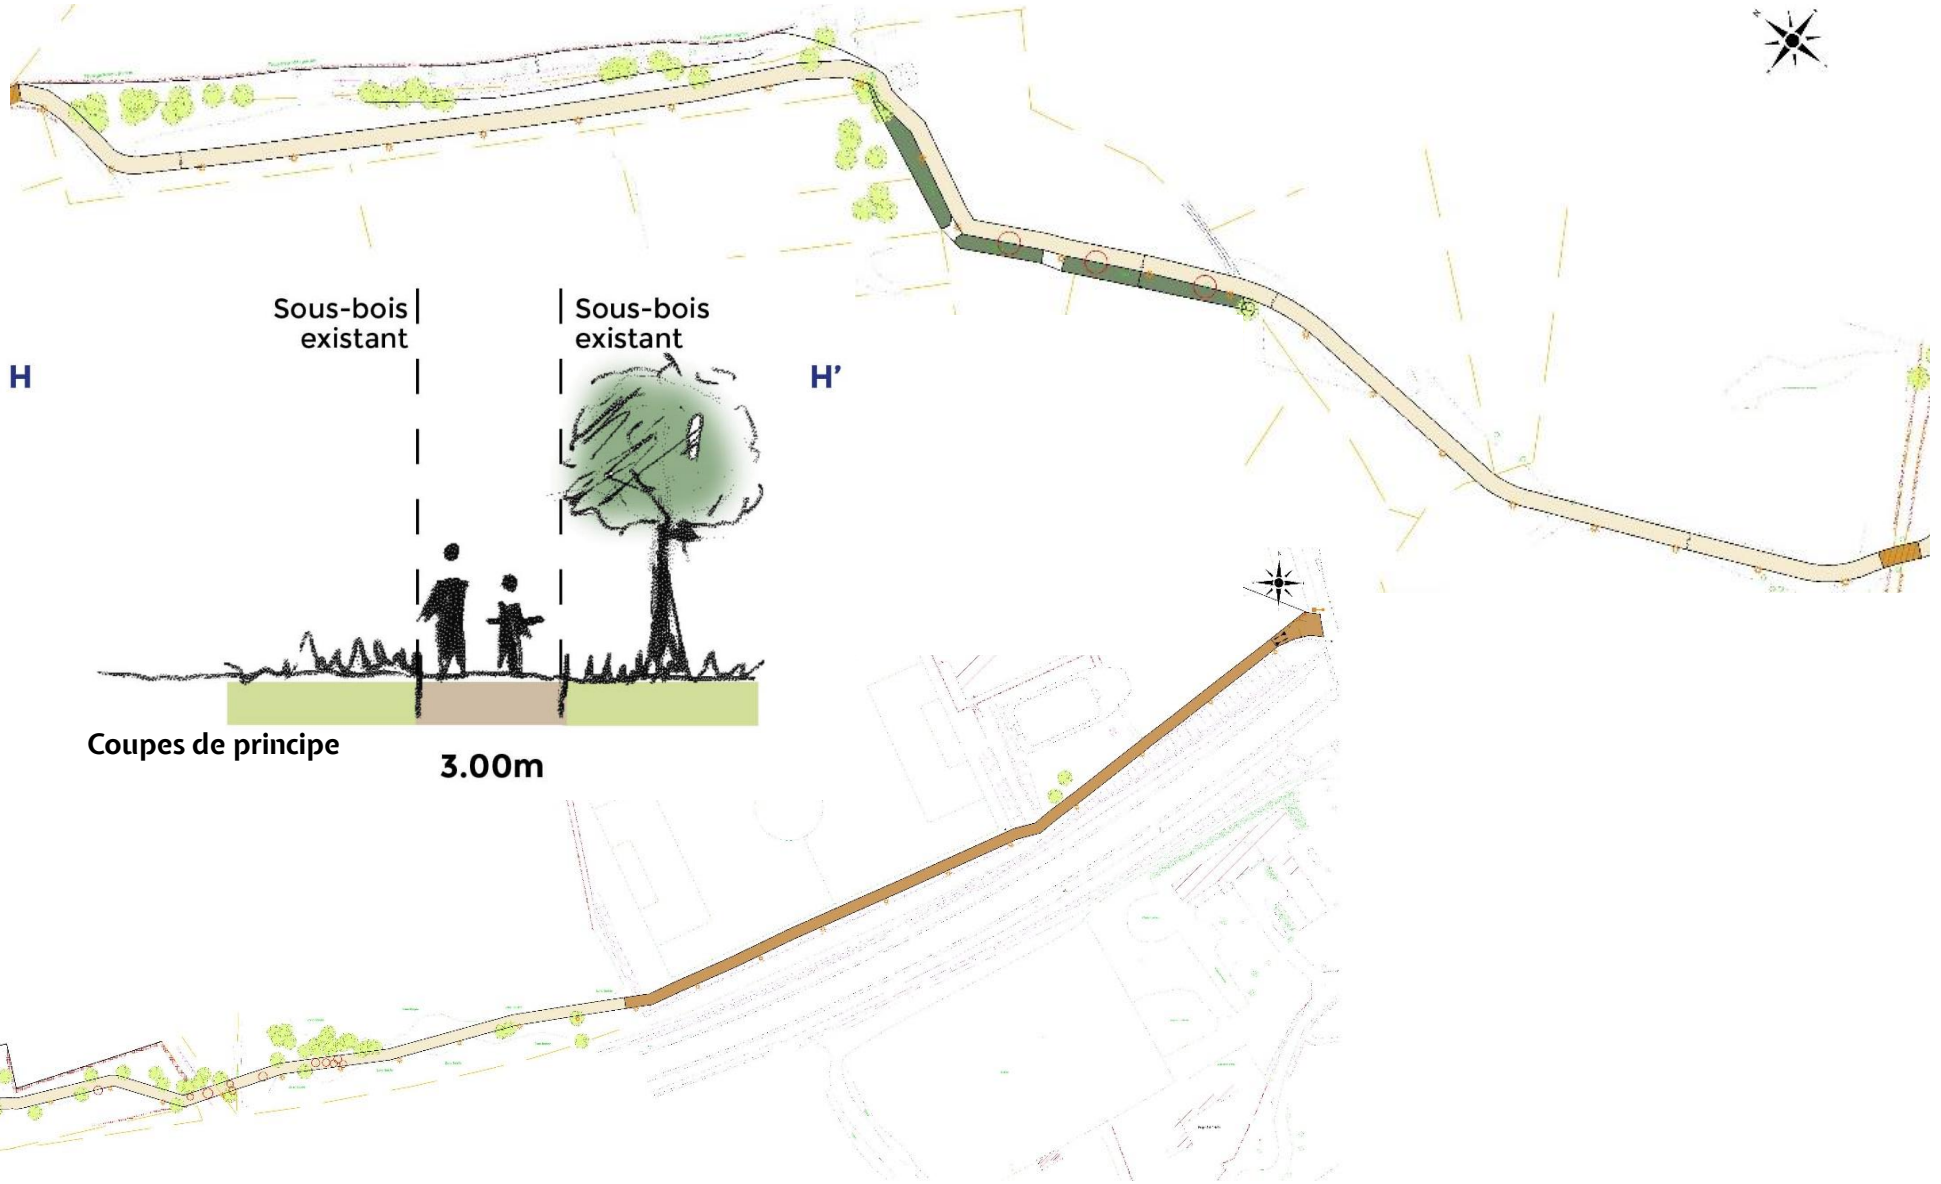 Sous-bois
existant
Sous-bois
existant
H
H’
Coupes de principe
3.00m